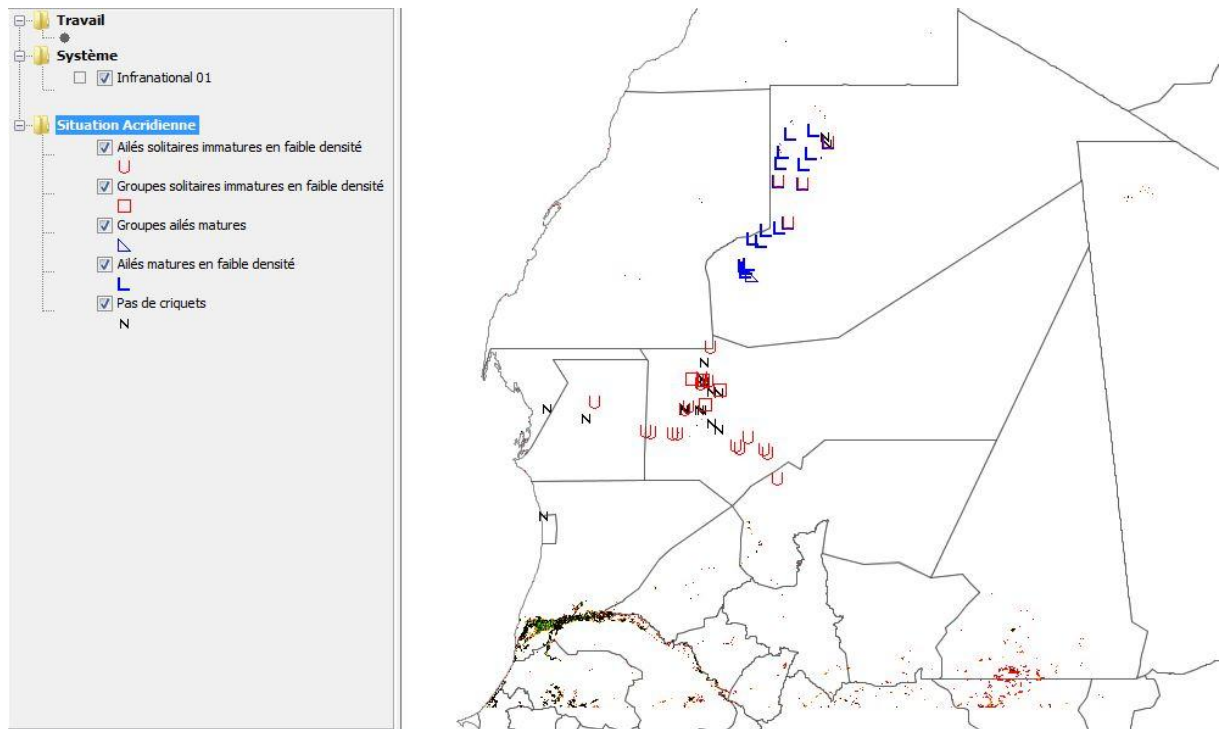 Travail
Système
Infranational 01
Situation Acridienne
Ailés solitaires immatures en faible densité
Groupes solitaires immatures en faible densité
Groupes ailés matures
Ailés matures en faible densité
Pas de criquets
N